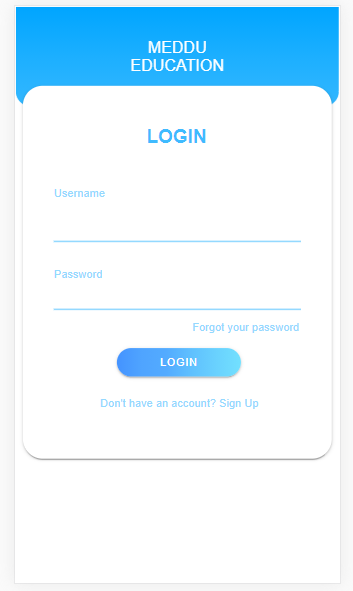 MEDDU
EDUCATION
LOGIN
Username
Password
Forgot your password
LOGIN
Don't have an account? Sign Up